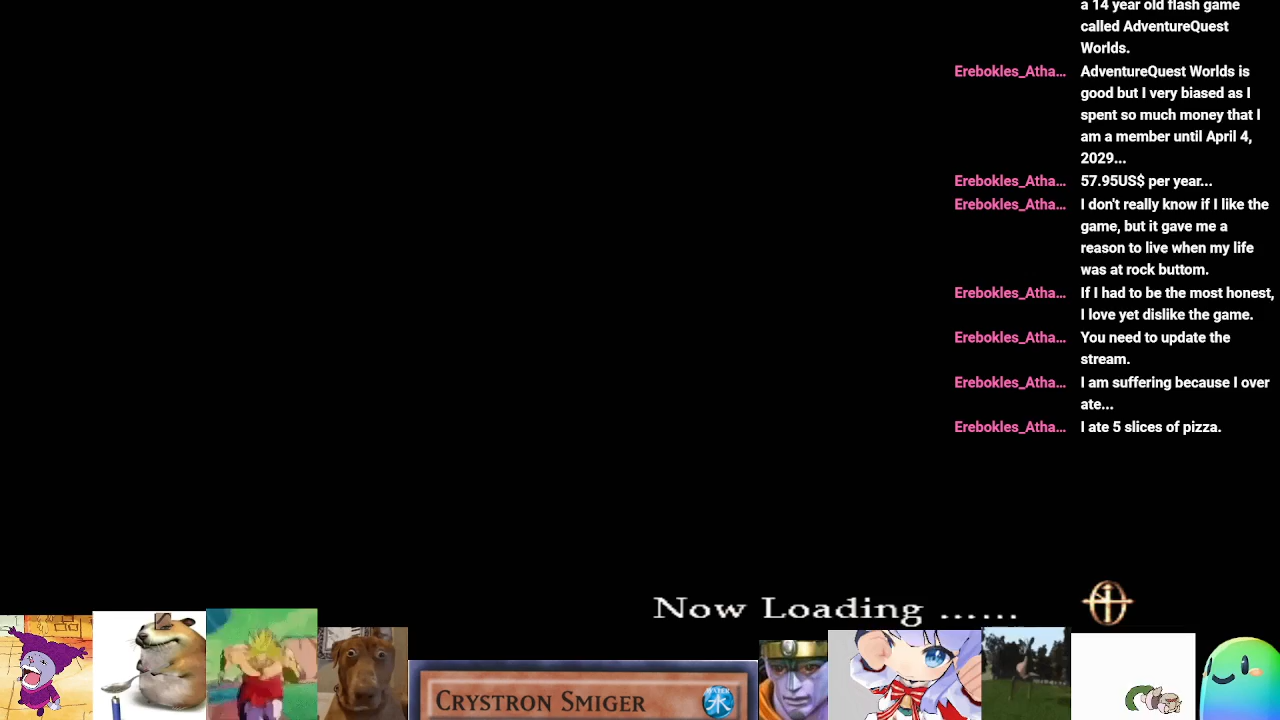 a 14 year old flash game
called AdventureQuest
Worlds.
Erebokles_Atha... AdventureQuest Worlds is
good but I very biased as I
spent so much money that I
am a member until April 4,
2029...
Erebokles_Atha... 57.95US$ per year...
Erebokles_Atha... I don't really know if I like the
game, but it gave me a
reason to live when my life
was at rock buttom.
Erebokles_Atha... If I had to be the most honest,
I love yet dislike the game.
Erebokles_Atha... You need to update the
stream.
Erebokles_Atha... I am suffering because I over
ate...
Erebokles_Atha... I ate 5 slices of pizza.
Now Loading ......
CRYSTRON SMIGER
WATER
水